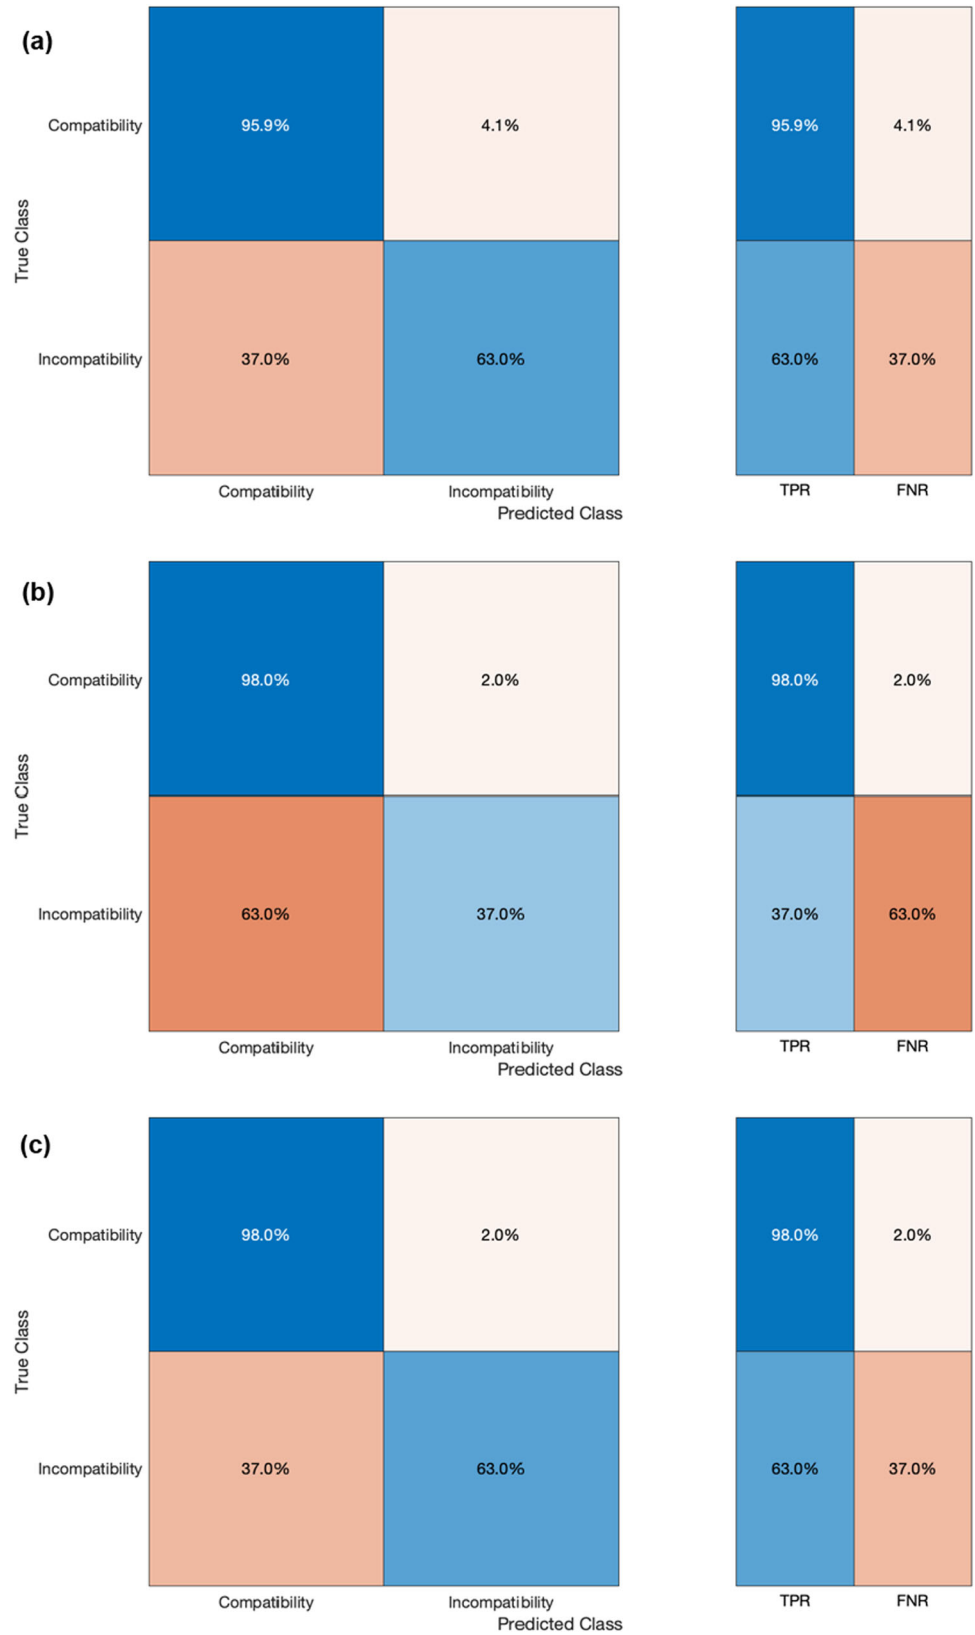 (a)
Compatibility
95.9%
4.1%
95.9%
4.1%
True Class
Incompatibility
37.0%
63.0%
63.0%
37.0%
Compatibility
Incompatibility
TPR
FNR
Predicted Class
(b)
Compatibility
98.0%
2.0%
98.0%
2.0%
True Class
Incompatibility
63.0%
37.0%
37.0%
63.0%
Compatibility
Incompatibility
TPR
FNR
Predicted Class
(c)
Compatibility
98.0%
2.0%
98.0%
2.0%
True Class
Incompatibility
37.0%
63.0%
63.0%
37.0%
Compatibility
Incompatibility
TPR
FNR
Predicted Class